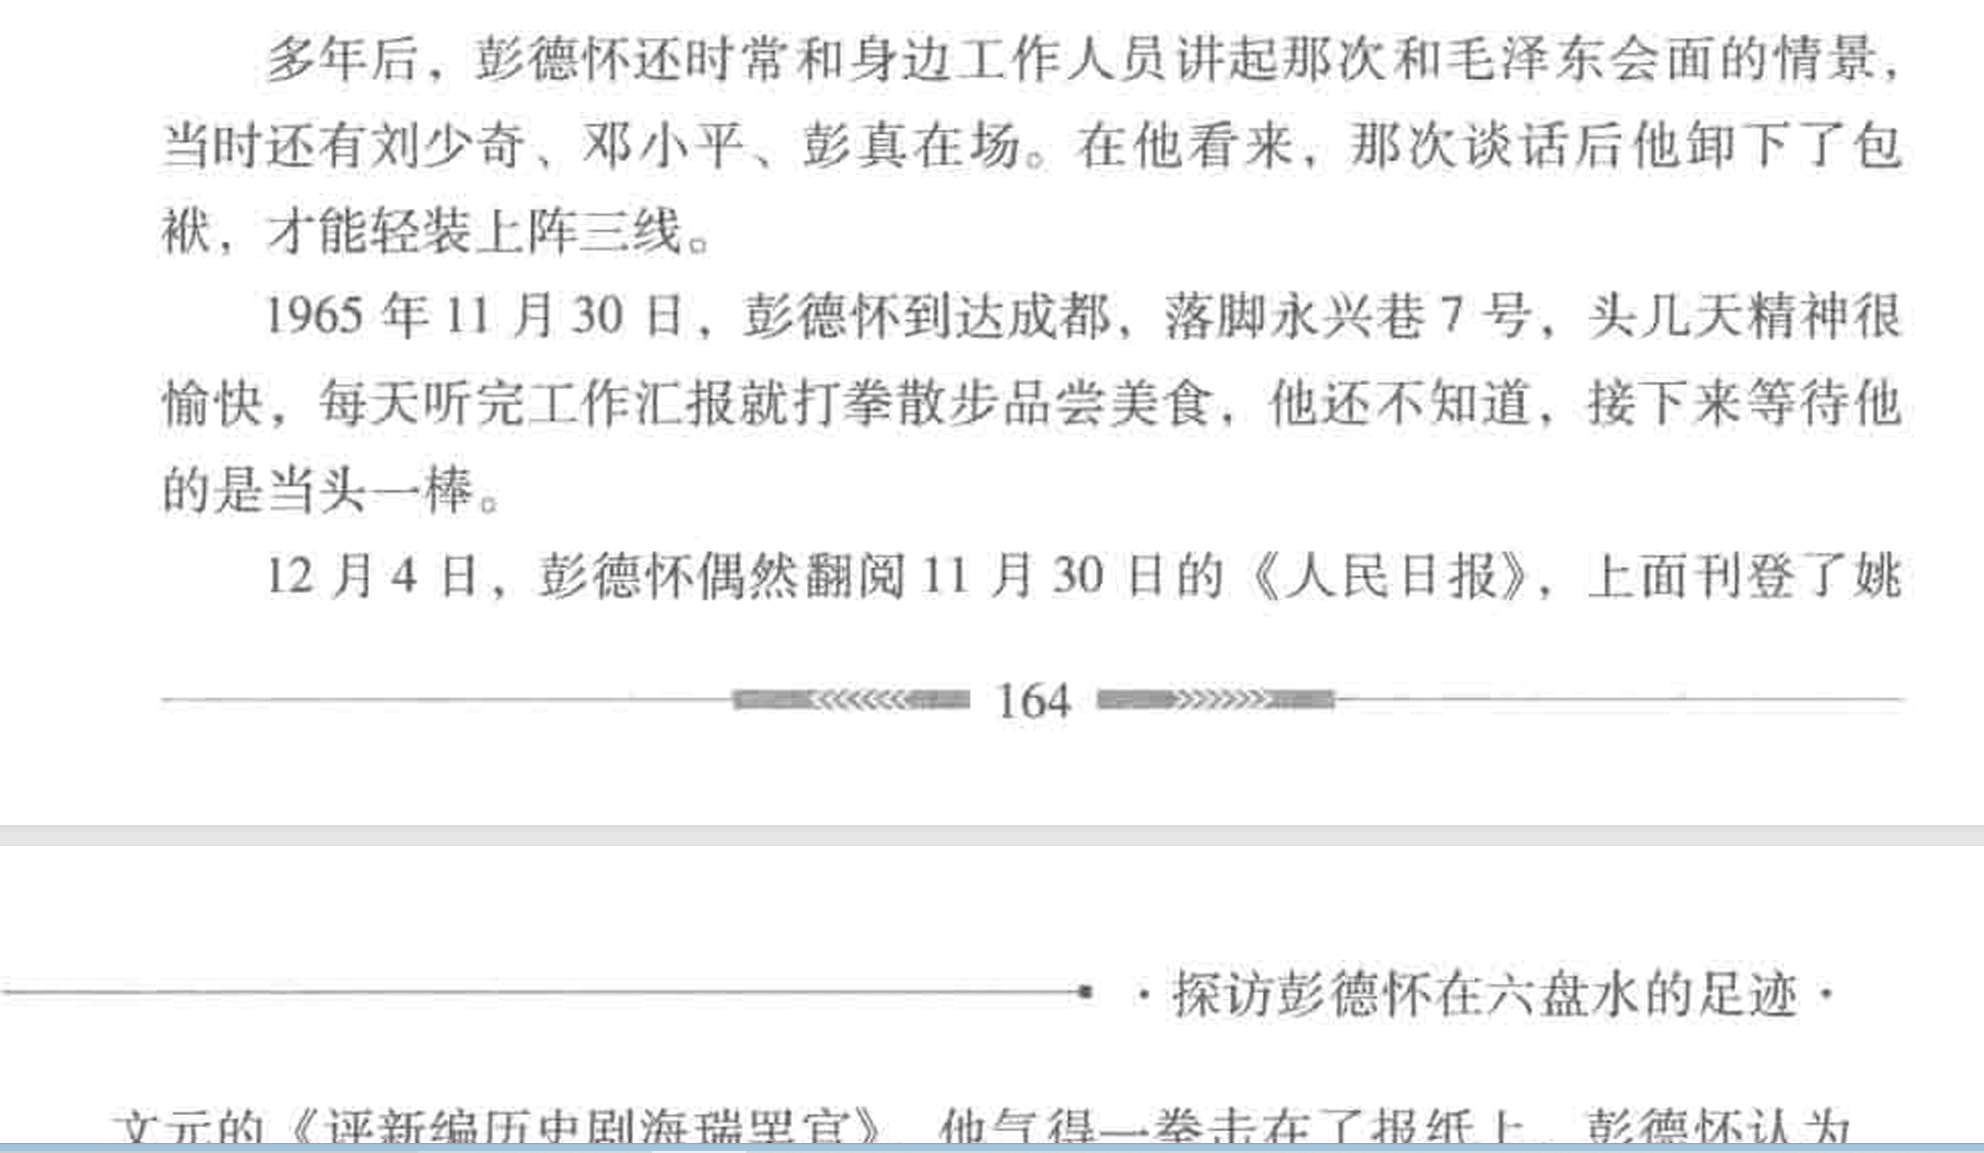 多年后，彭德怀还时常和身边工作人员讲起那次和毛泽东会面的情景，
当时还有刘少奇、邓小平、彭真在场。在他看来，那次谈话后他卸下了包
袱，才能轻装上阵三线。
1965 年 11 月 30 日，彭德怀到达成都，落脚永兴巷 7 号，头几天精神很
愉快，每天听完工作汇报就打拳散步品尝美食，他还不知道，接下来等待他
的是当头一棒。
12 月 4 日，彭德怀偶然翻阅 11 月 30 日的《人民日报》，上面刊登了姚
164
·探访彭德怀在六盘水的足迹·
文元的《评新编历史剧海瑞罢官》，他气得一拳击在了报纸上。彭德怀认为